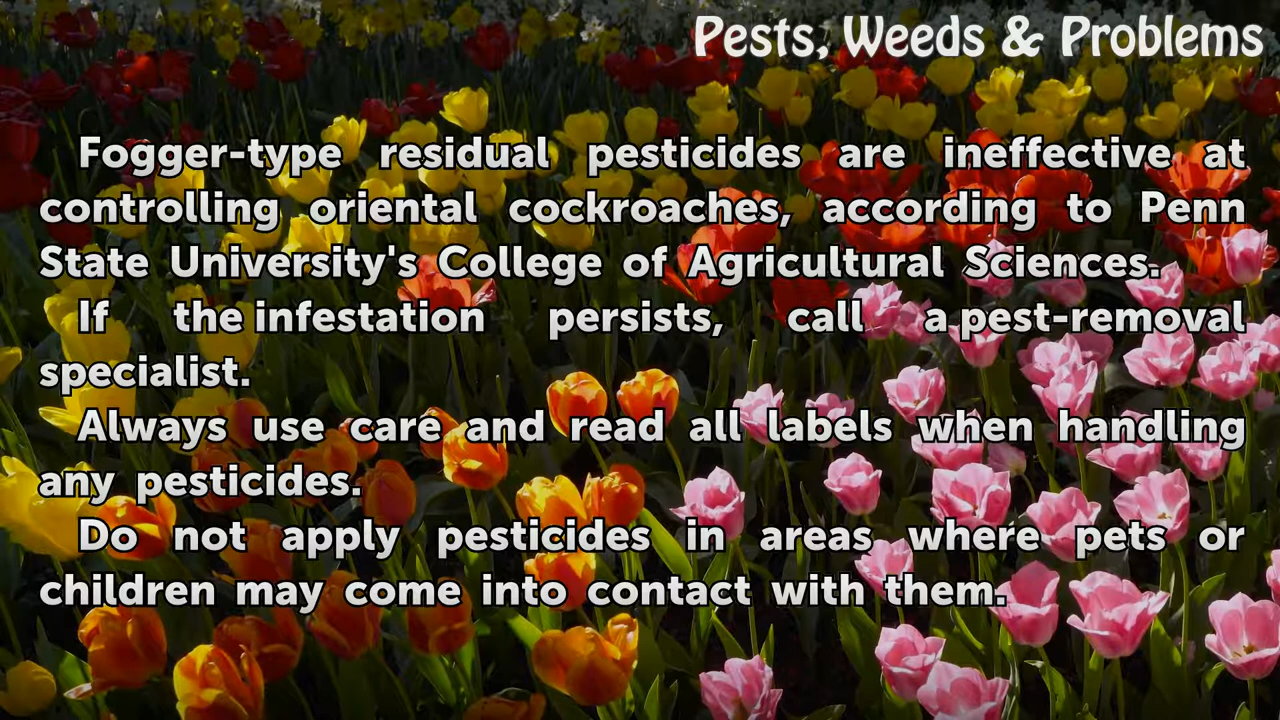 Pests, Weeds & Problems
Fogger-type residual pesticides are ineffective at
controlling oriental cockroaches, according to Penn
State University's College of Agricultural Sciences.
If the infestation persists, call a pest-removal
specialist.
Always use care and read all labels when handling
any pesticides.
Do not apply pesticides in areas where pets or
children may come into contact with them.